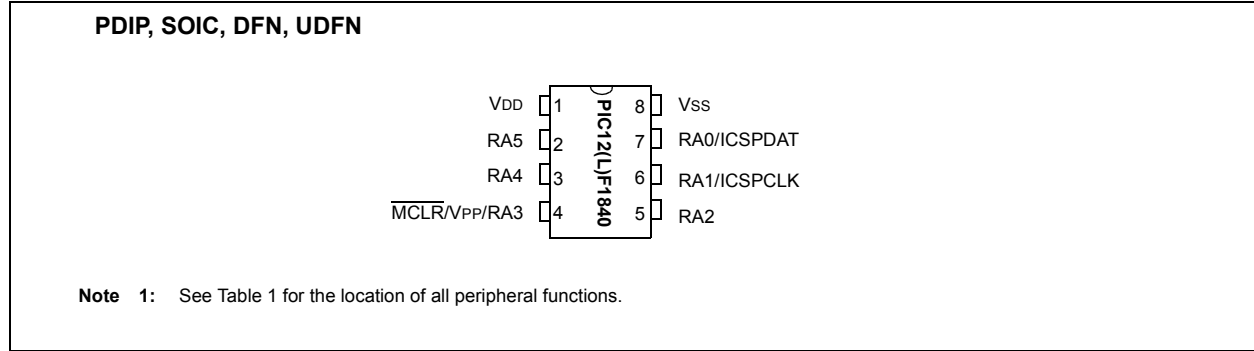 PDIP, SOIC, DFN, UDFN
VDD 1 8 VSS
RA5 2 7 RA0/ICSPDAT
RA4 3 6 RA1/ICSPCLK
MCLR/VPP/RA3 4 5 RA2
PIC12(L)F1840
Note 1: See Table 1 for the location of all peripheral functions.